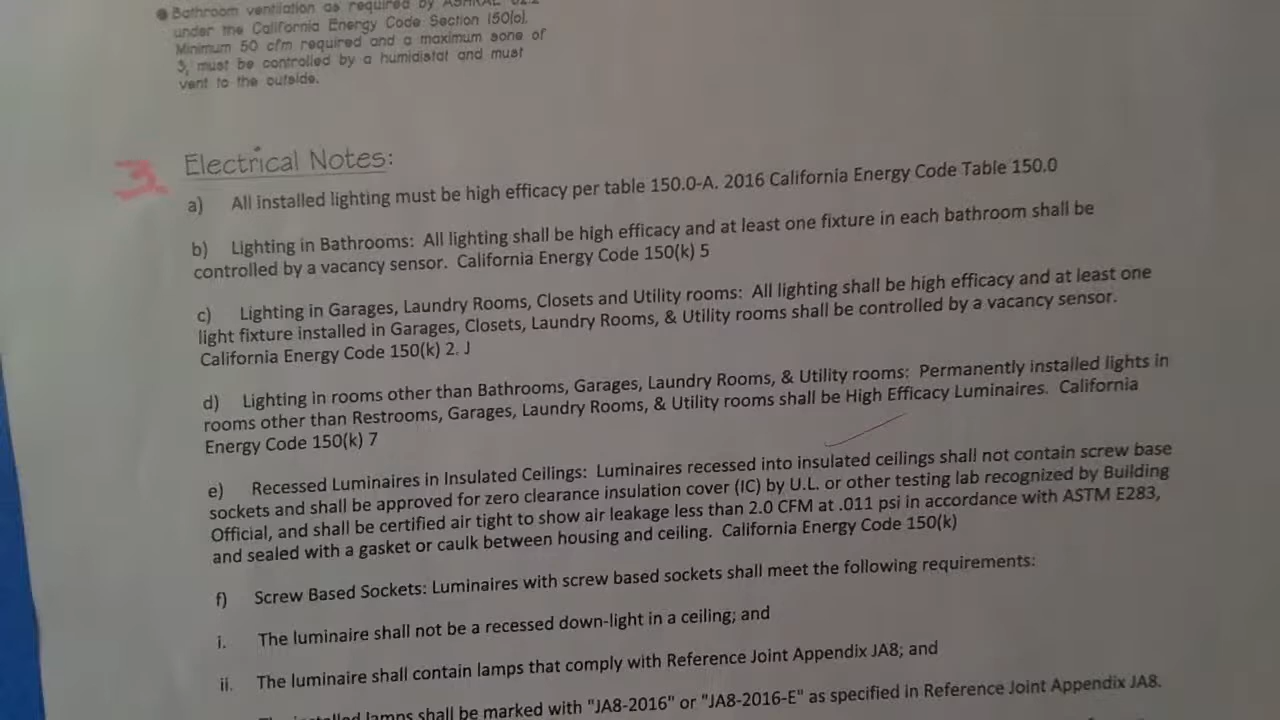 ● Bathroom ventilation as required by ASHRAE 62.2
under the California Energy Code Section 150(o).
Minimum 50 cfm required and a maximum sone of
3, must be controlled by a humidistat and must
vent to the outside.
3. Electrical Notes:
a) All installed lighting must be high efficacy per table 150.0-A. 2016 California Energy Code Table 150.0
b) Lighting in Bathrooms: All lighting shall be high efficacy and at least one fixture in each bathroom shall be
controlled by a vacancy sensor. California Energy Code 150(k) 5
c) Lighting in Garages, Laundry Rooms, Closets and Utility rooms: All lighting shall be high efficacy and at least one
light fixture installed in Garages, Closets, Laundry Rooms, & Utility rooms shall be controlled by a vacancy sensor.
California Energy Code 150(k) 2. J
d) Lighting in rooms other than Bathrooms, Garages, Laundry Rooms, & Utility rooms: Permanently installed lights in
rooms other than Restrooms, Garages, Laundry Rooms, & Utility rooms shall be High Efficacy Luminaires. California
Energy Code 150(k) 7
e) Recessed Luminaires in Insulated Ceilings: Luminaires recessed into insulated ceilings shall not contain screw base
sockets and shall be approved for zero clearance insulation cover (IC) by U.L. or other testing lab recognized by Building
Official, and shall be certified air tight to show air leakage less than 2.0 CFM at .011 psi in accordance with ASTM E283,
and sealed with a gasket or caulk between housing and ceiling. California Energy Code 150(k)
f) Screw Based Sockets: Luminaires with screw based sockets shall meet the following requirements:
i. The luminaire shall not be a recessed down-light in a ceiling; and
ii. The luminaire shall contain lamps that comply with Reference Joint Appendix JA8; and
The installed lamps shall be marked with "JA8-2016" or "JA8-2016-E" as specified in Reference Joint Appendix JA8.